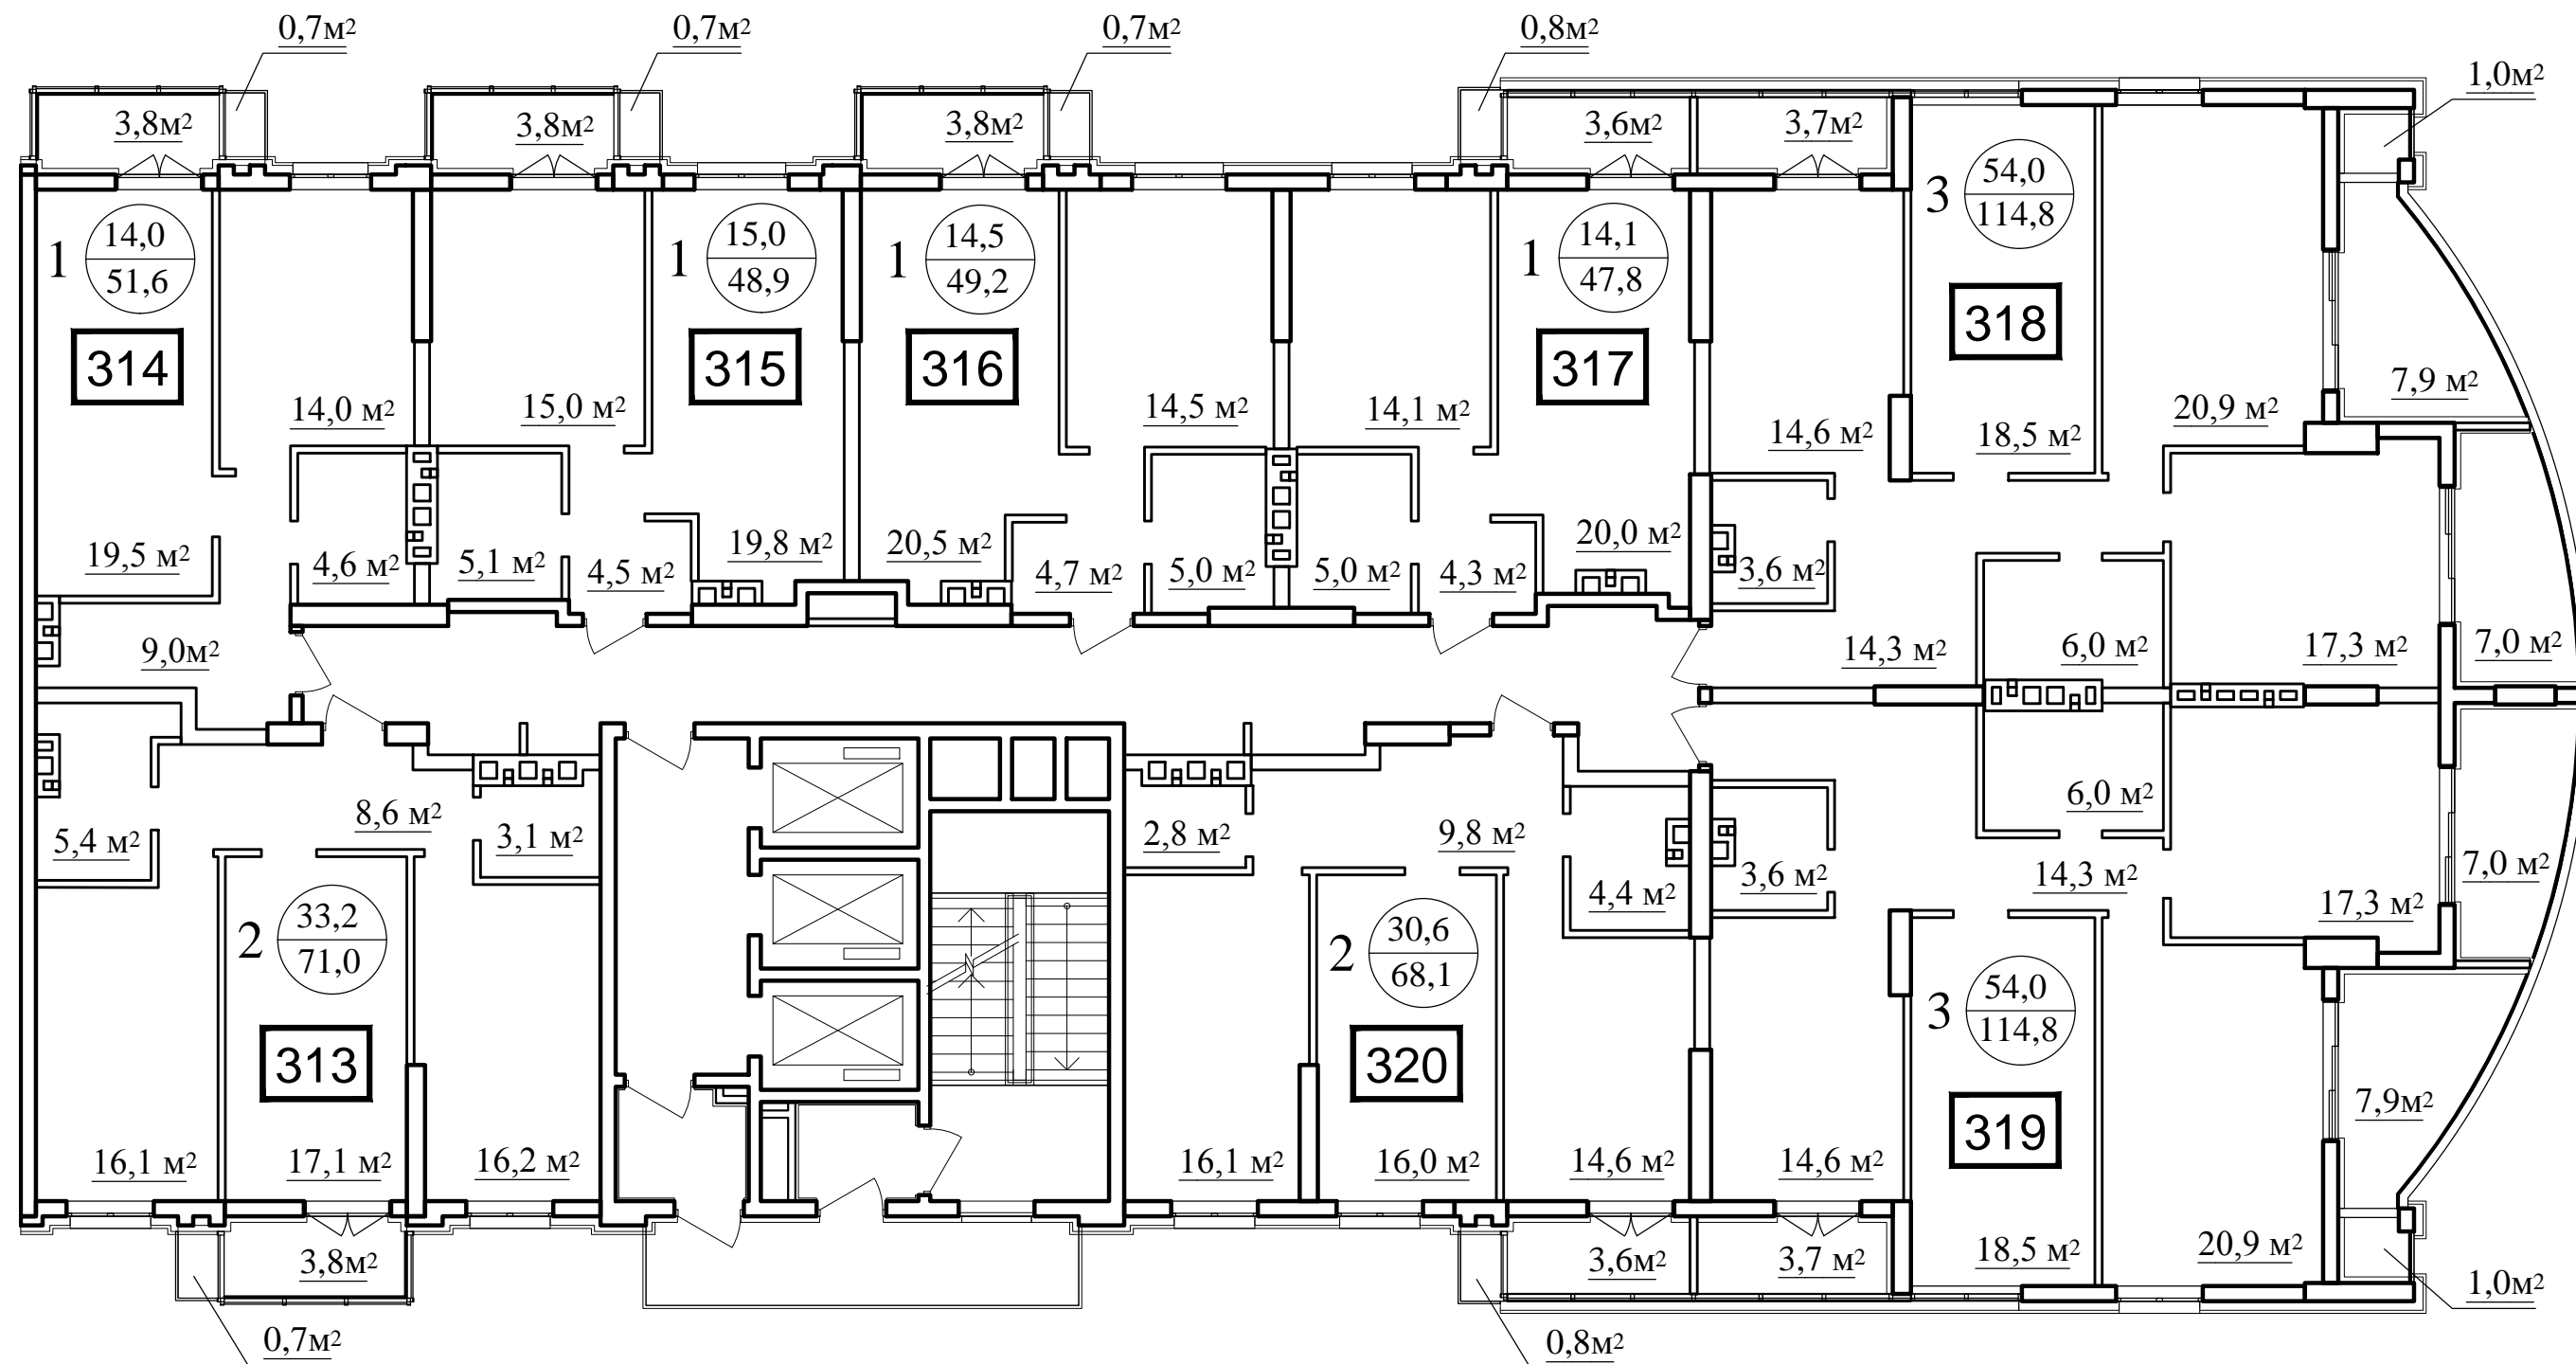 0,7м²
0,7м²
0,7м²
0,8м²
1,0м²
3,8м²
3,8м²
3,8м²
3,6м²
3,7м²
1
14,0
51,6
314
14,0 м²
19,5 м²
4,6 м²
9,0м²
1
15,0
48,9
315
15,0 м²
5,1 м²
4,5 м²
19,8 м²
1
14,5
49,2
316
14,5 м²
20,5 м²
4,7 м²
5,0 м²
1
14,1
47,8
317
14,1 м²
5,0 м²
4,3 м²
20,0 м²
3
54,0
114,8
318
14,6 м²
18,5 м²
20,9 м²
7,9 м²
3,6 м²
14,3 м²
6,0 м²
17,3 м²
7,0 м²
5,4 м²
8,6 м²
3,1 м²
2
33,2
71,0
313
16,1 м²
17,1 м²
16,2 м²
3,8м²
0,7м²
2,8 м²
9,8 м²
4,4 м²
2
30,6
68,1
320
16,1 м²
16,0 м²
14,6 м²
3,6м²
0,8м²
6,0 м²
3,6 м²
14,3 м²
17,3 м²
7,0 м²
3
54,0
114,8
319
14,6 м²
18,5 м²
20,9 м²
7,9м²
3,7 м²
1,0м²